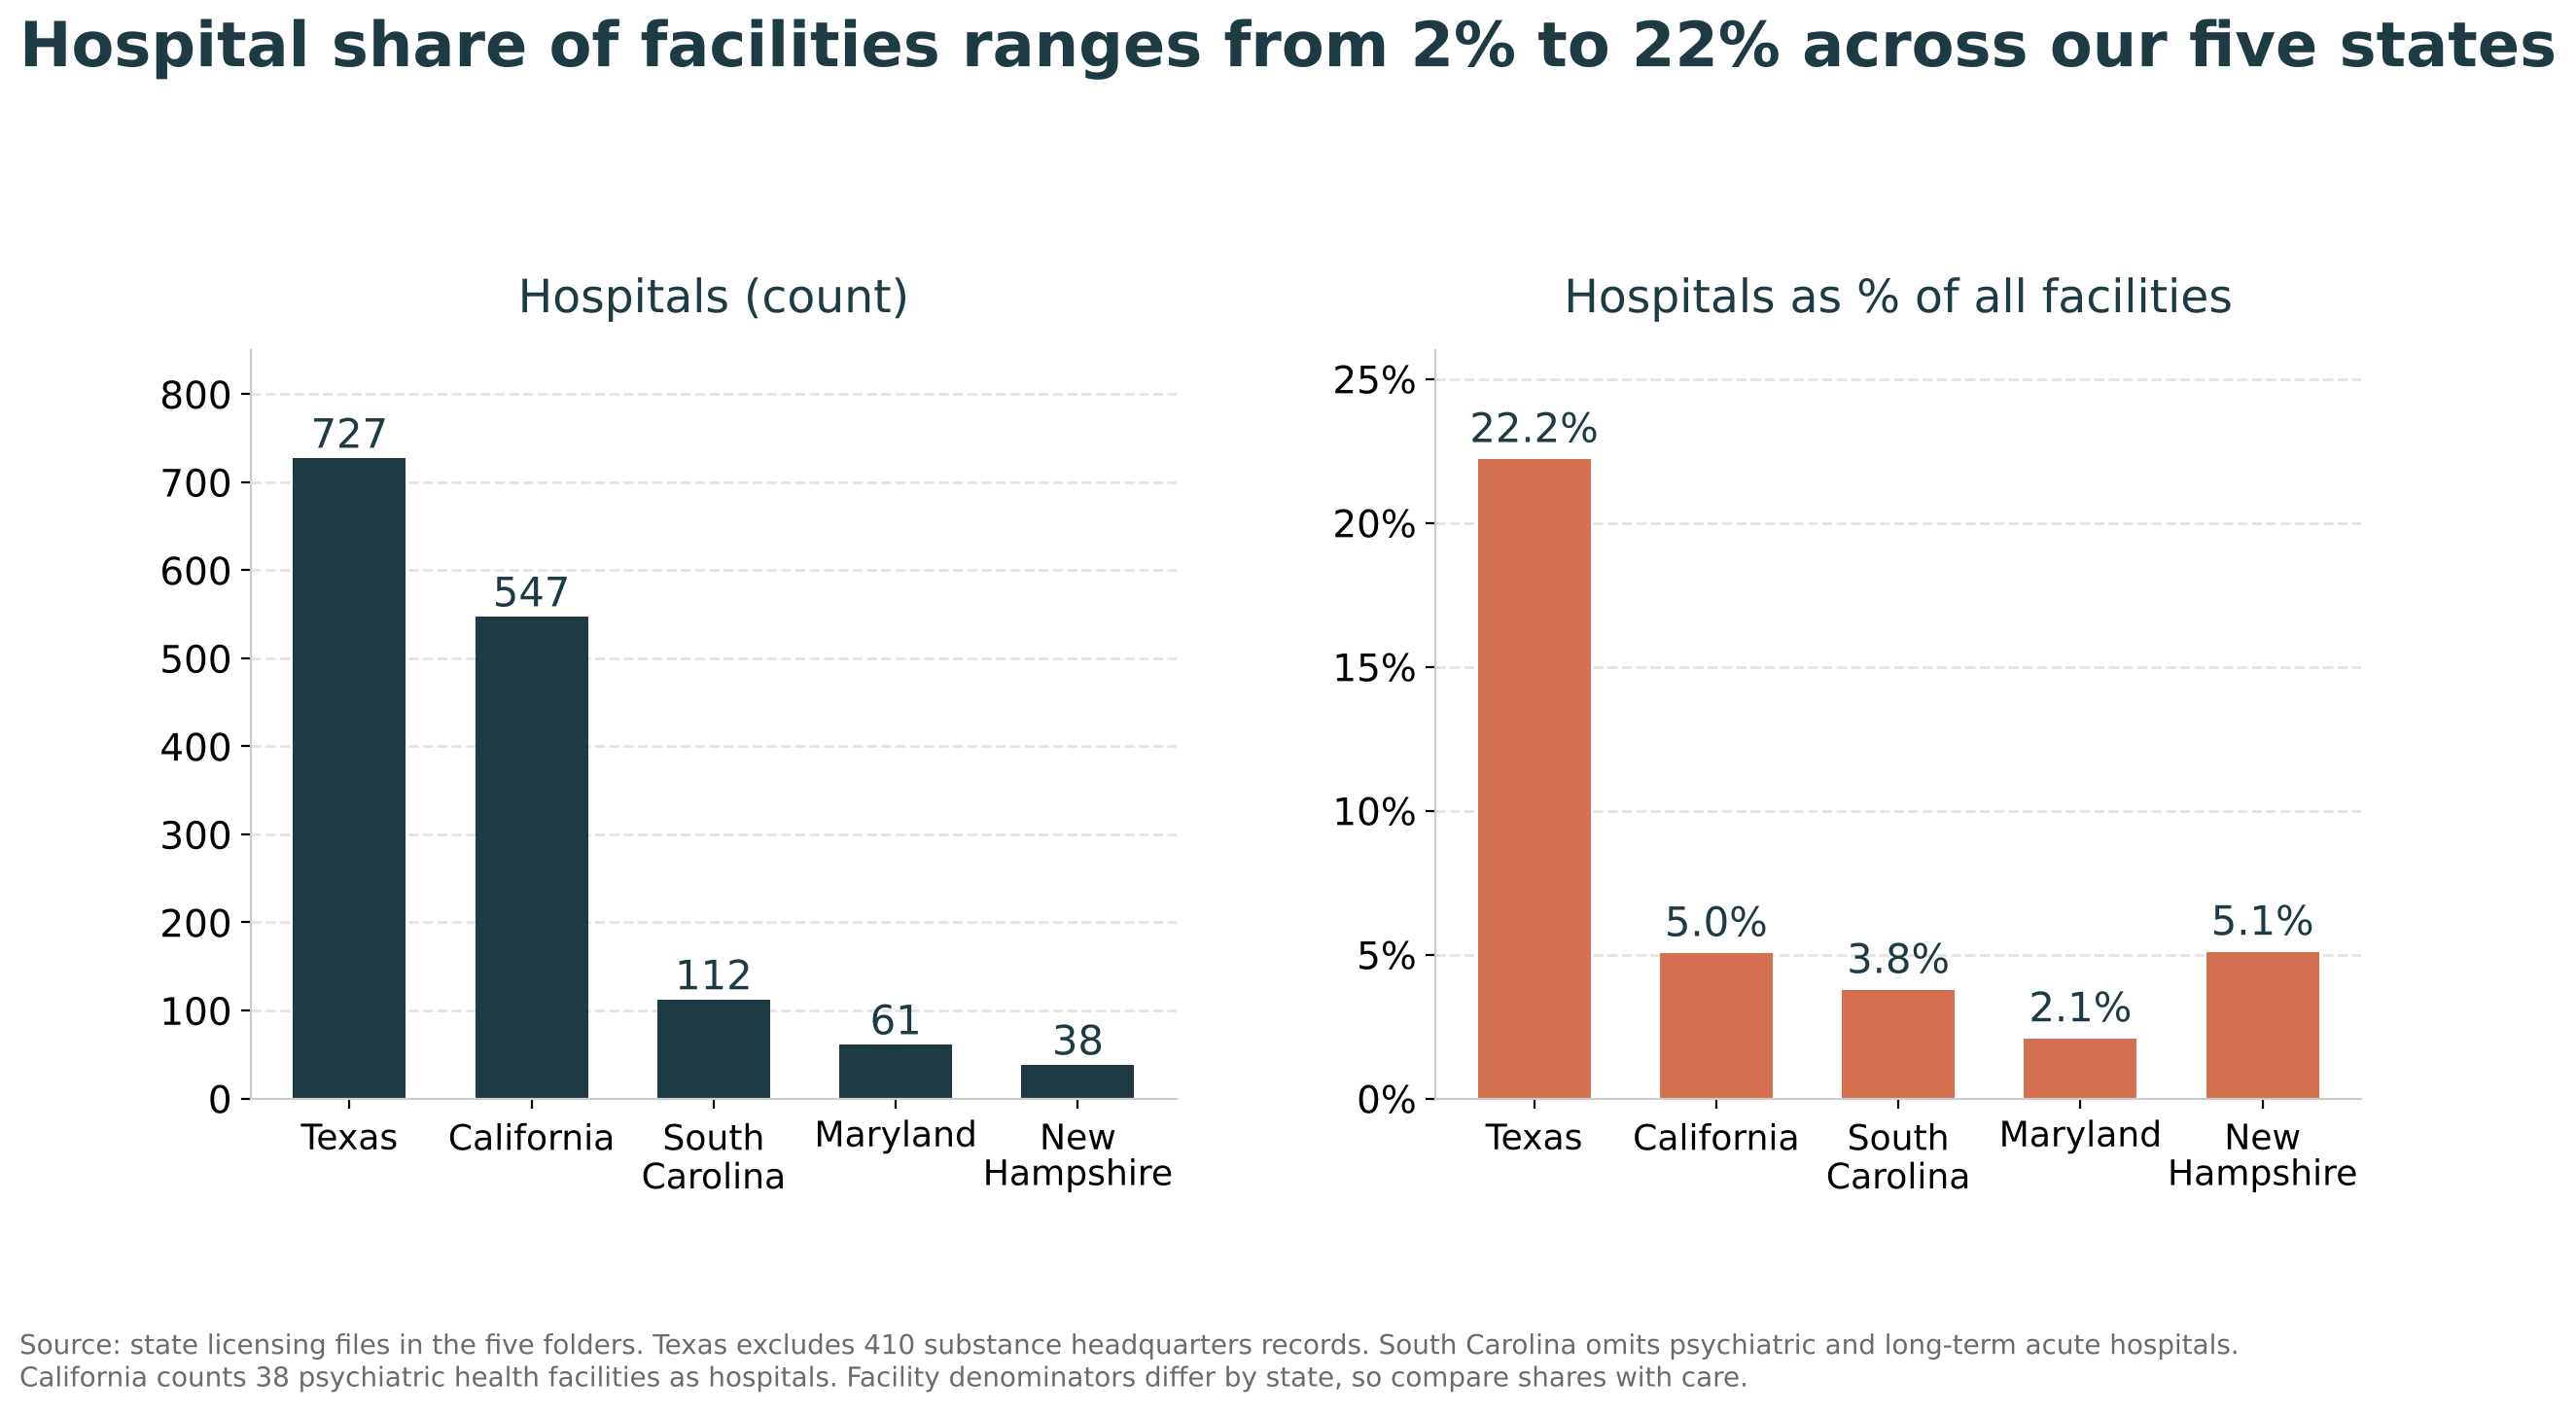 Hospital share of facilities ranges from 2% to 22% across our five states
Hospitals (count)
800
700
600
500
400
300
200
100
0
727
547
112
61
38
Texas
California
South
Carolina
Maryland
New
Hampshire
Hospitals as % of all facilities
25%
20%
15%
10%
5%
0%
22.2%
5.0%
3.8%
2.1%
5.1%
Texas
California
South
Carolina
Maryland
New
Hampshire
Source: state licensing files in the five folders. Texas excludes 410 substance headquarters records. South Carolina omits psychiatric and long-term acute hospitals.
California counts 38 psychiatric health facilities as hospitals. Facility denominators differ by state, so compare shares with care.